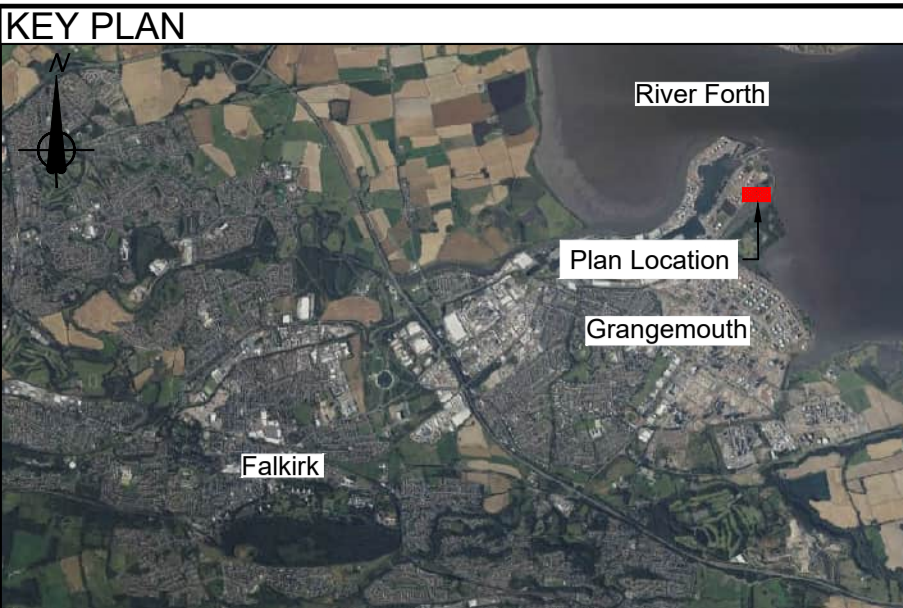 KEY PLAN
N
River Forth
Plan Location
Grangemouth
Falkirk